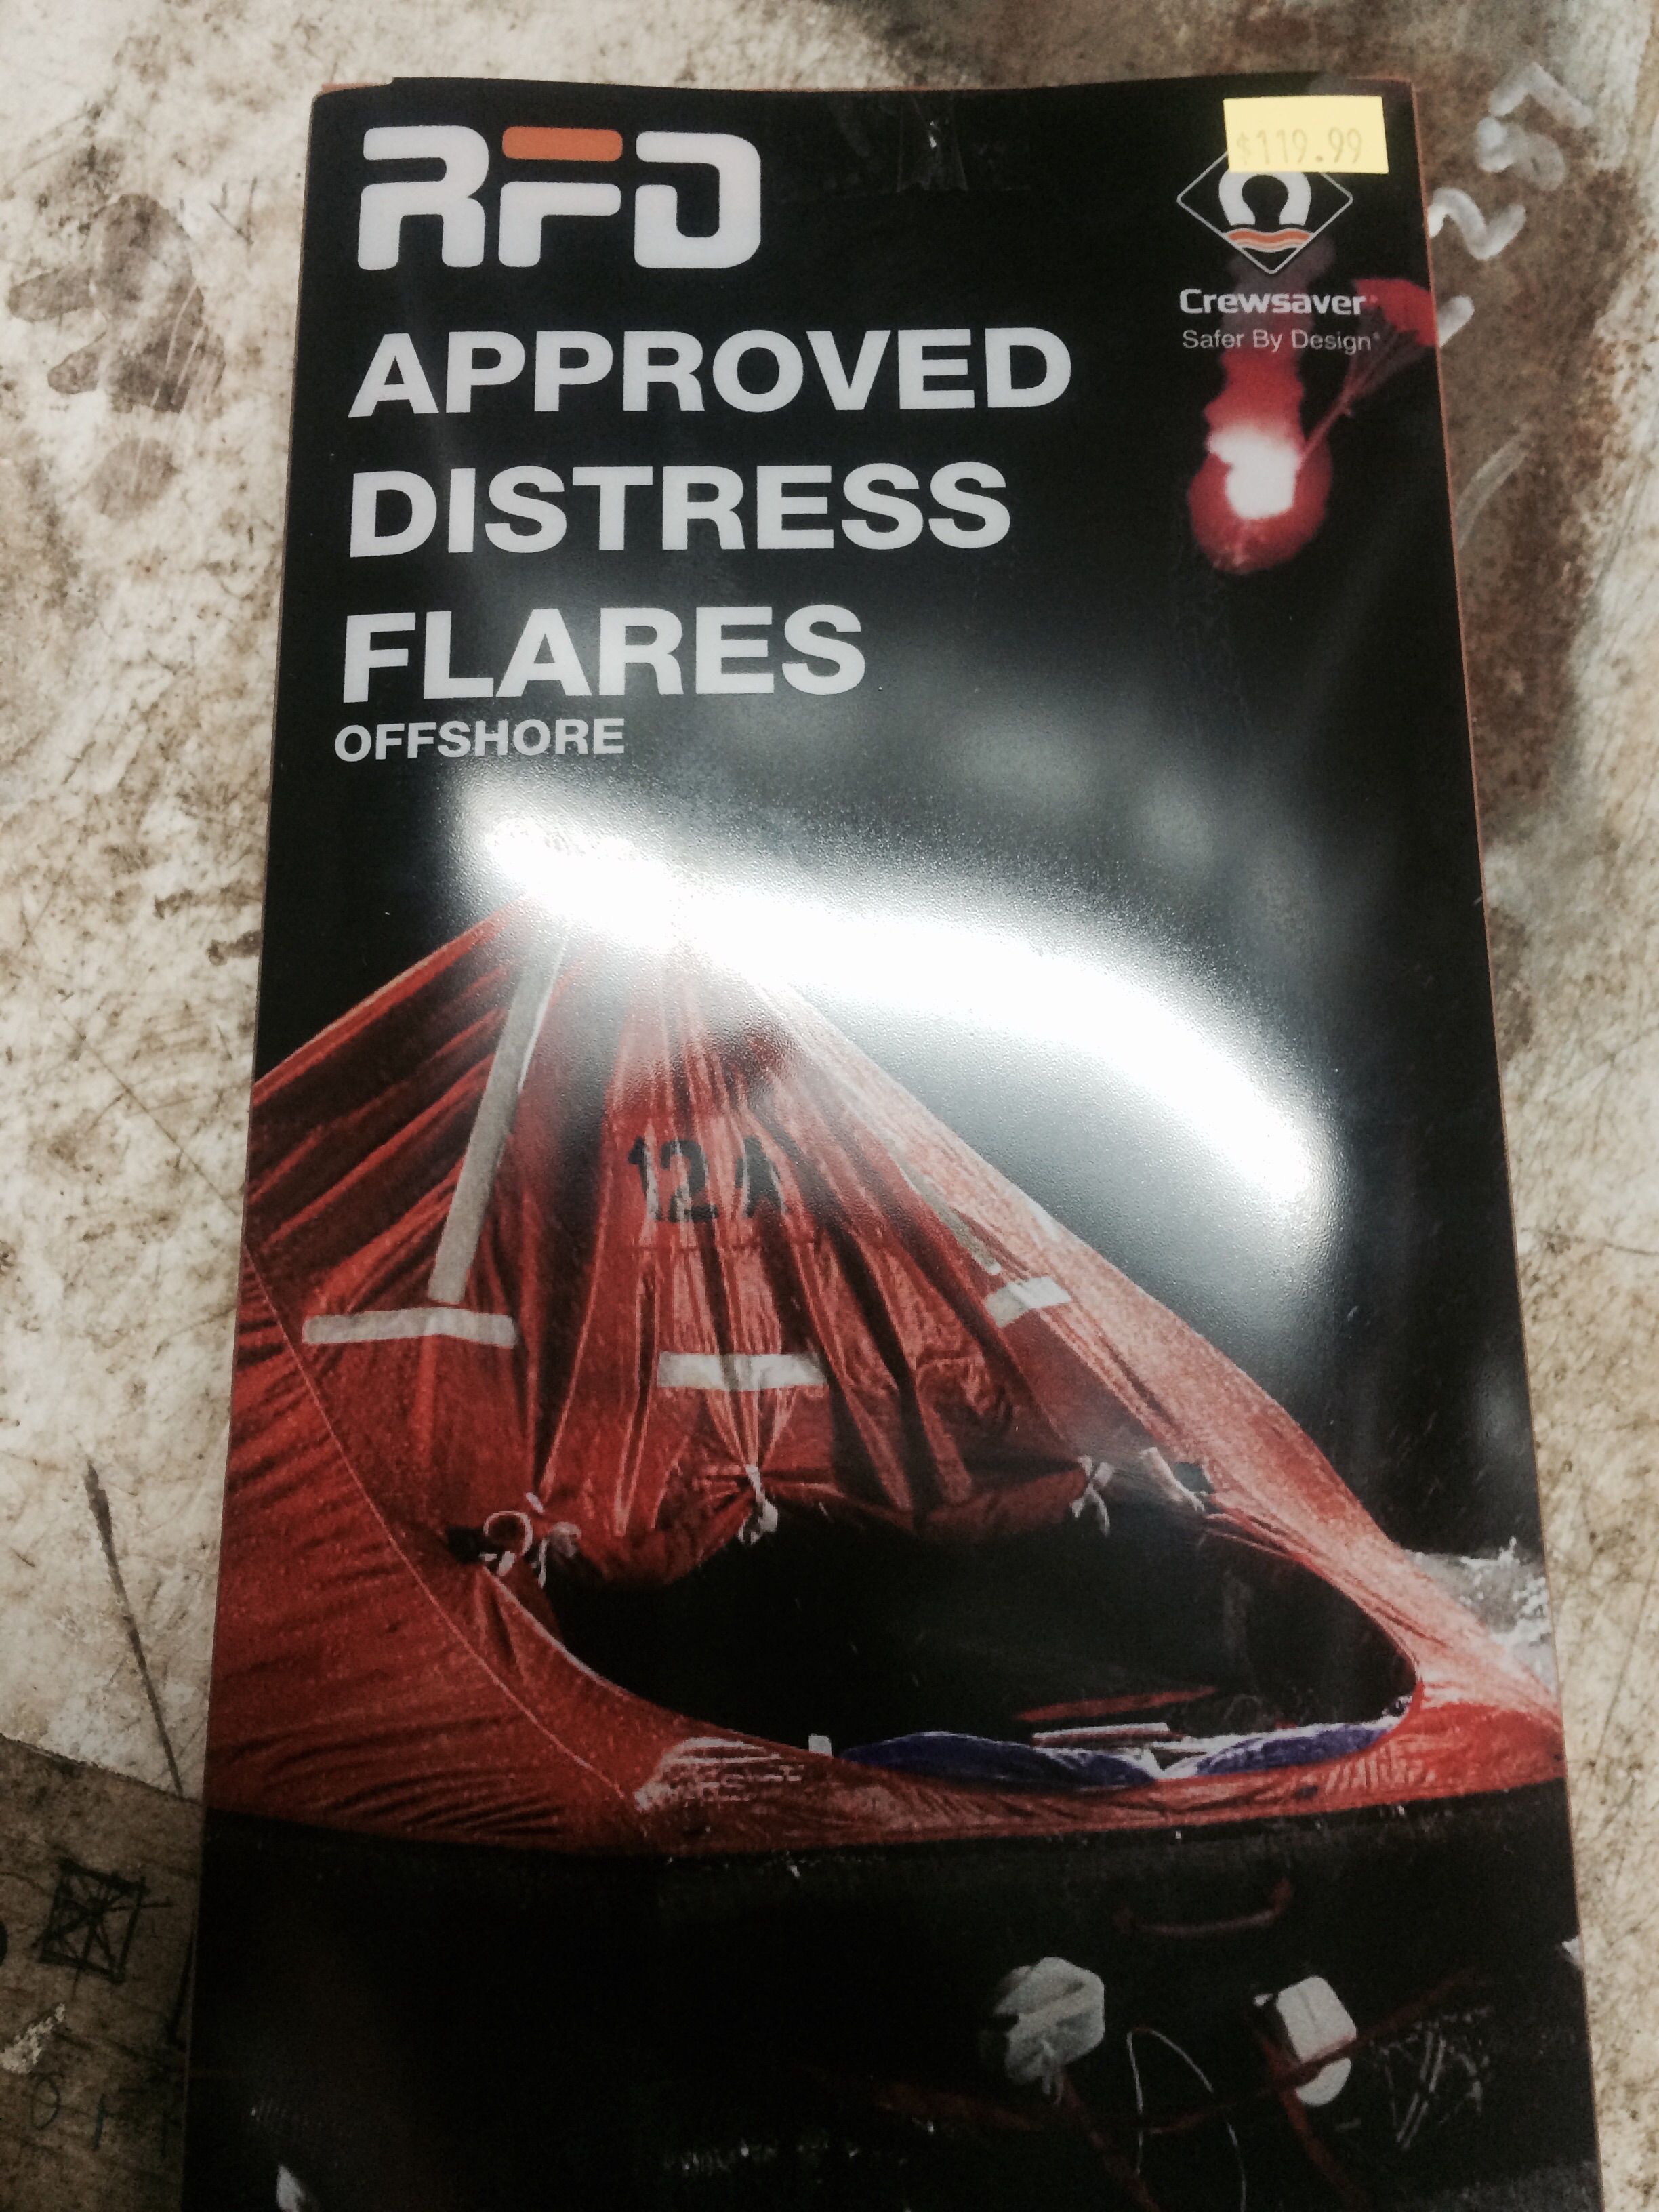 RFD
$119.99
Crewsaver
Safer By Design®
APPROVED
DISTRESS
FLARES
OFFSHORE
12 A